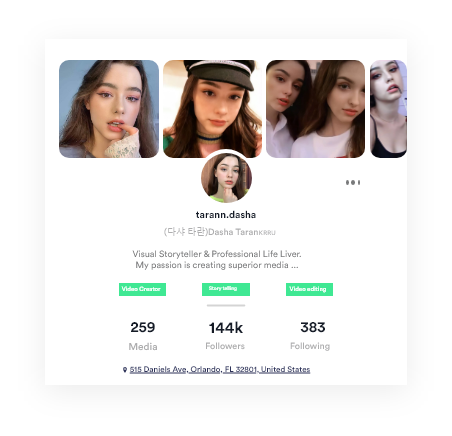 tarann.dasha
(다샤 타란)Dasha TaranKRRU
Visual Storyteller & Professional Life Liver.
My passion is creating superior media ...
Video Creator Story telling Video editing
259 144k 383
Media Followers Following
515 Daniels Ave, Orlando, FL 32801, United States